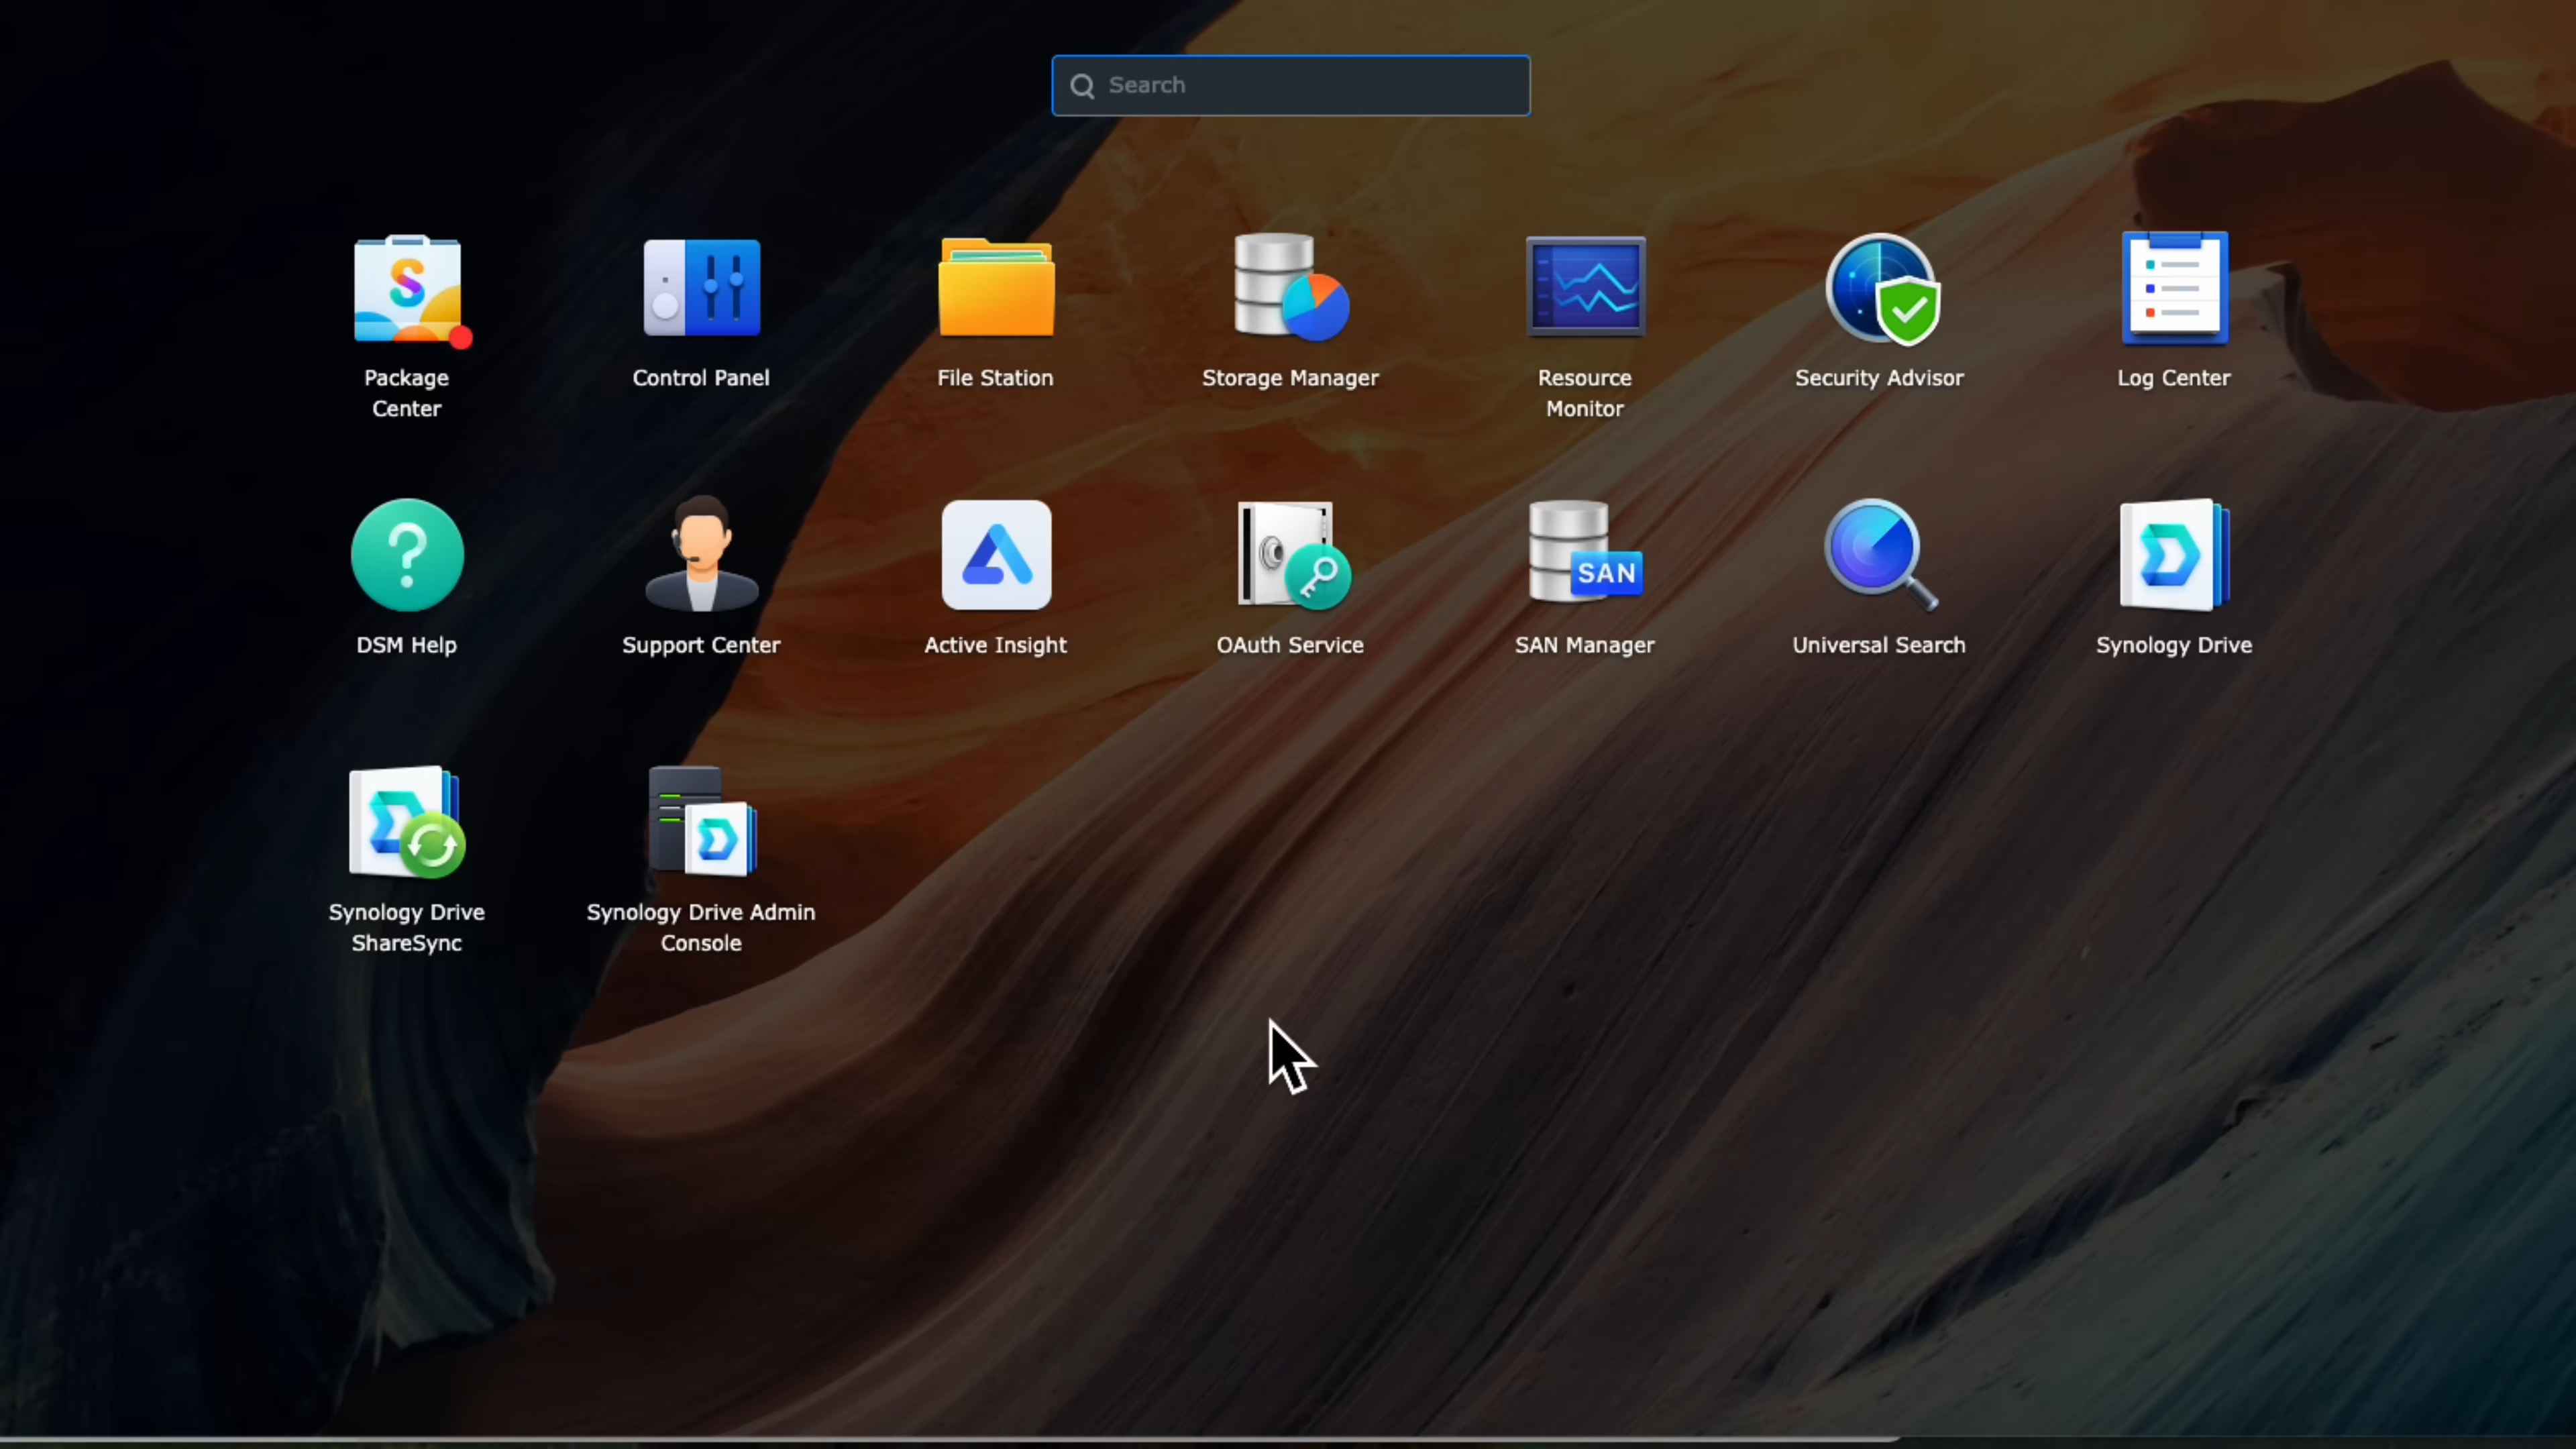 Search
Package
Center
Control Panel
File Station
Storage Manager
Resource
Monitor
Security Advisor
Log Center
DSM Help
Support Center
Active Insight
OAuth Service
SAN
SAN Manager
Universal Search
Synology Drive
Synology Drive
ShareSync
Synology Drive Admin
Console